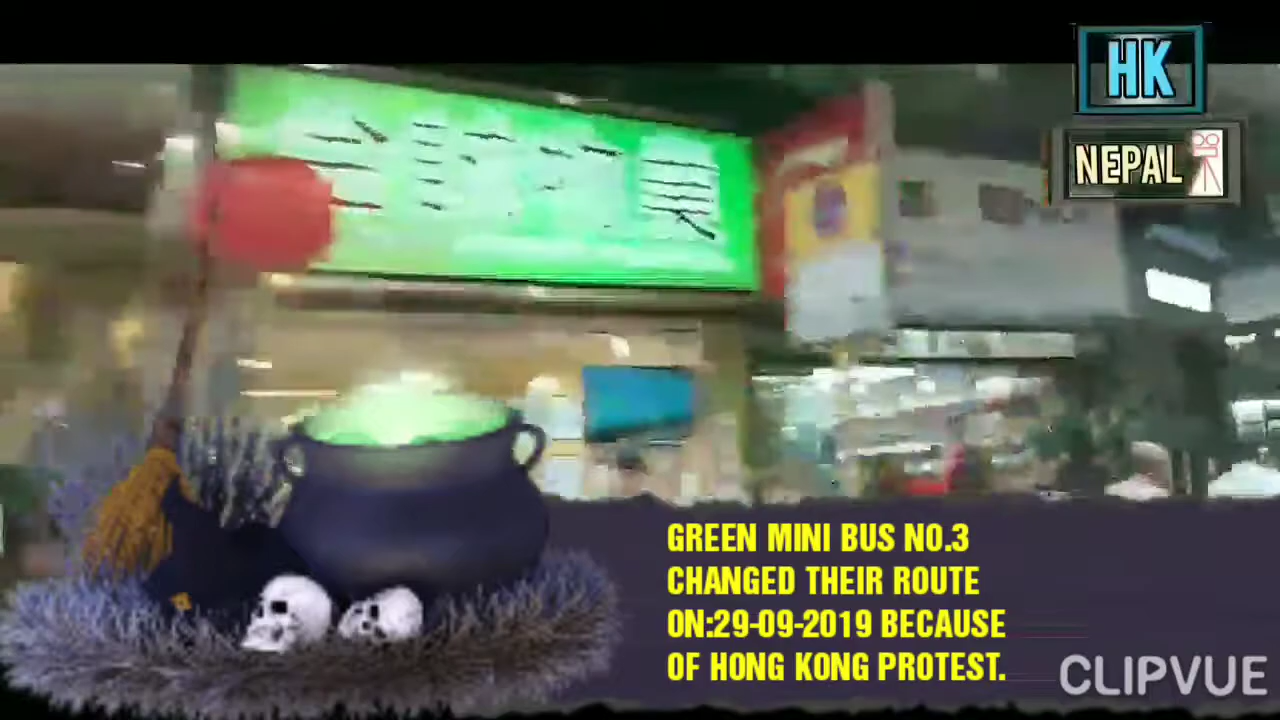 HK
NEPAL
GREEN MINI BUS NO.3
CHANGED THEIR ROUTE
ON:29-09-2019 BECAUSE
OF HONG KONG PROTEST.
CLIPVUE